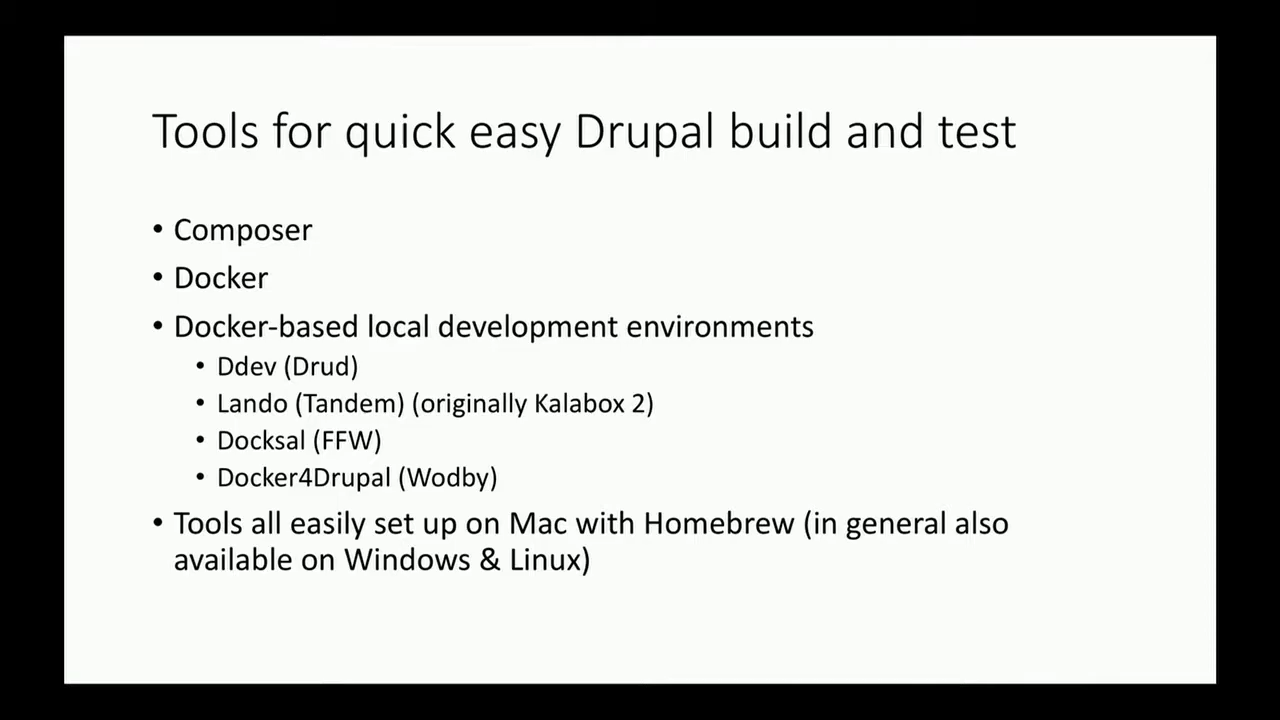 Tools for quick easy Drupal build and test
• Composer
• Docker
• Docker-based local development environments
• Ddev (Drud)
• Lando (Tandem) (originally Kalabox 2)
• Docksal (FFW)
• Docker4Drupal (Wodby)
• Tools all easily set up on Mac with Homebrew (in general also
available on Windows & Linux)